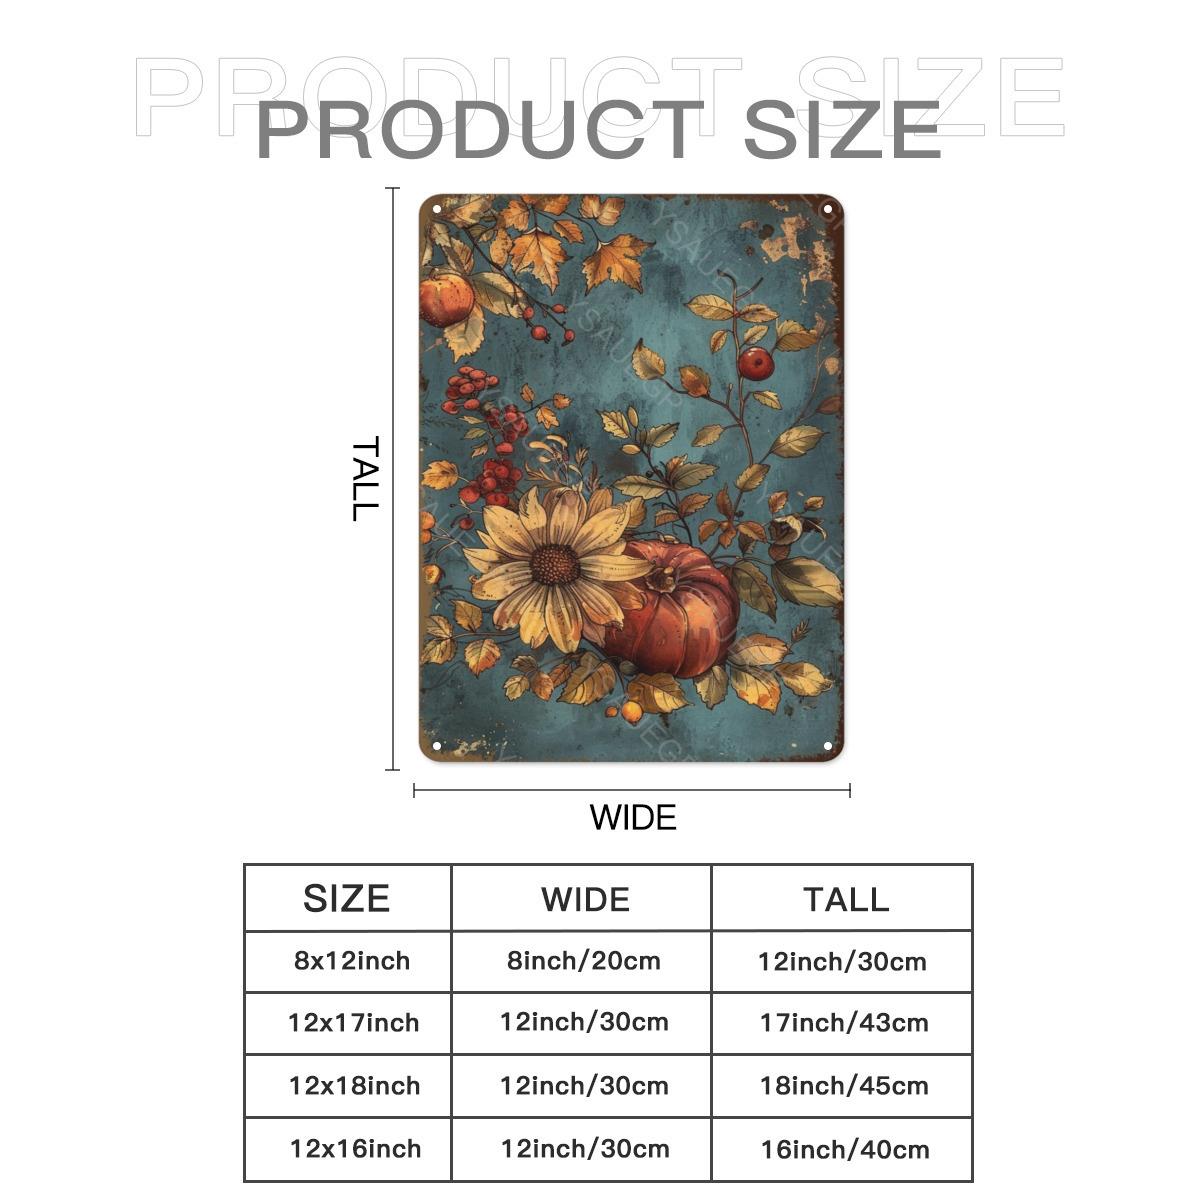 PRODUCT SIZE
PRODUCT SIZE
TALL
WIDE
SIZE WIDE TALL
8x12inch 8inch/20cm 12inch/30cm
12x17inch 12inch/30cm 17inch/43cm
12x18inch 12inch/30cm 18inch/45cm
12x16inch 12inch/30cm 16inch/40cm